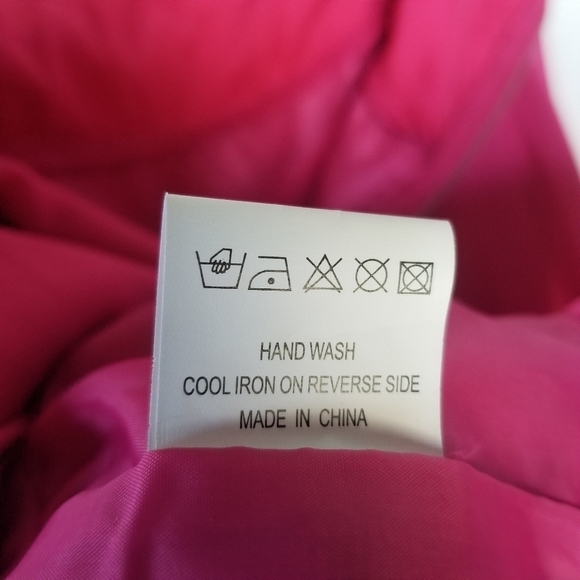 HAND WASH
COOL IRON ON REVERSE SIDE
MADE IN CHINA